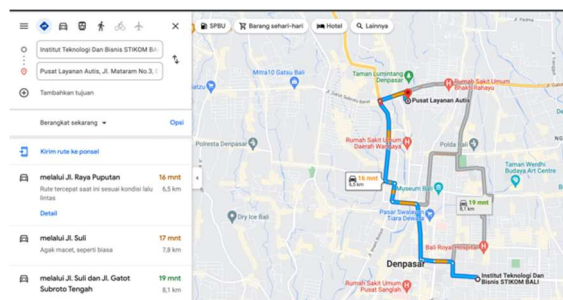 SPBU
Barang sehari-hari
Hotel
Lainnya
Institut Teknologi Dan Bisnis STIKOM BA
Pusat Layanan Autis, Jl. Mataram No.3,
Tambahkan tujuan
Berangkat sekarang
Opsi
Kirim rute ke ponsel
melalui Jl. Raya Puputan
16 mnt
Rute tercepat saat ini sesuai kondisi lalu
6,5 km
lintas
Detail
melalui Jl. Suli
17 mnt
Agak macet, seperti biasa
7,8 km
melalui Jl. Suli dan Jl. Gatot
19 mnt
Subroto Tengah
8,1 km
Mitra10 Gatsu Bali
Taman Lumintang
Denpasar
Rumah Sakit Umum
Bhakti Rahayu
Pusat Layanan Autis
Polresta Denpasar
Rumah Sakit Umum
Daerah Wangaya
Polda Bali
Taman Werdhi
Budaya Art Centre
16 mnt
6,5 km
Museum Bali
19 mnt
8,1 km
Dry Ice Bali
Pasar Swalayan
Tiara Dewata
Bali Royal Hospital
Denpasar
Institut Teknologi Dan
Bisnis STIKOM BALI
Rumah Sakit Umum
Pusat Sanglah